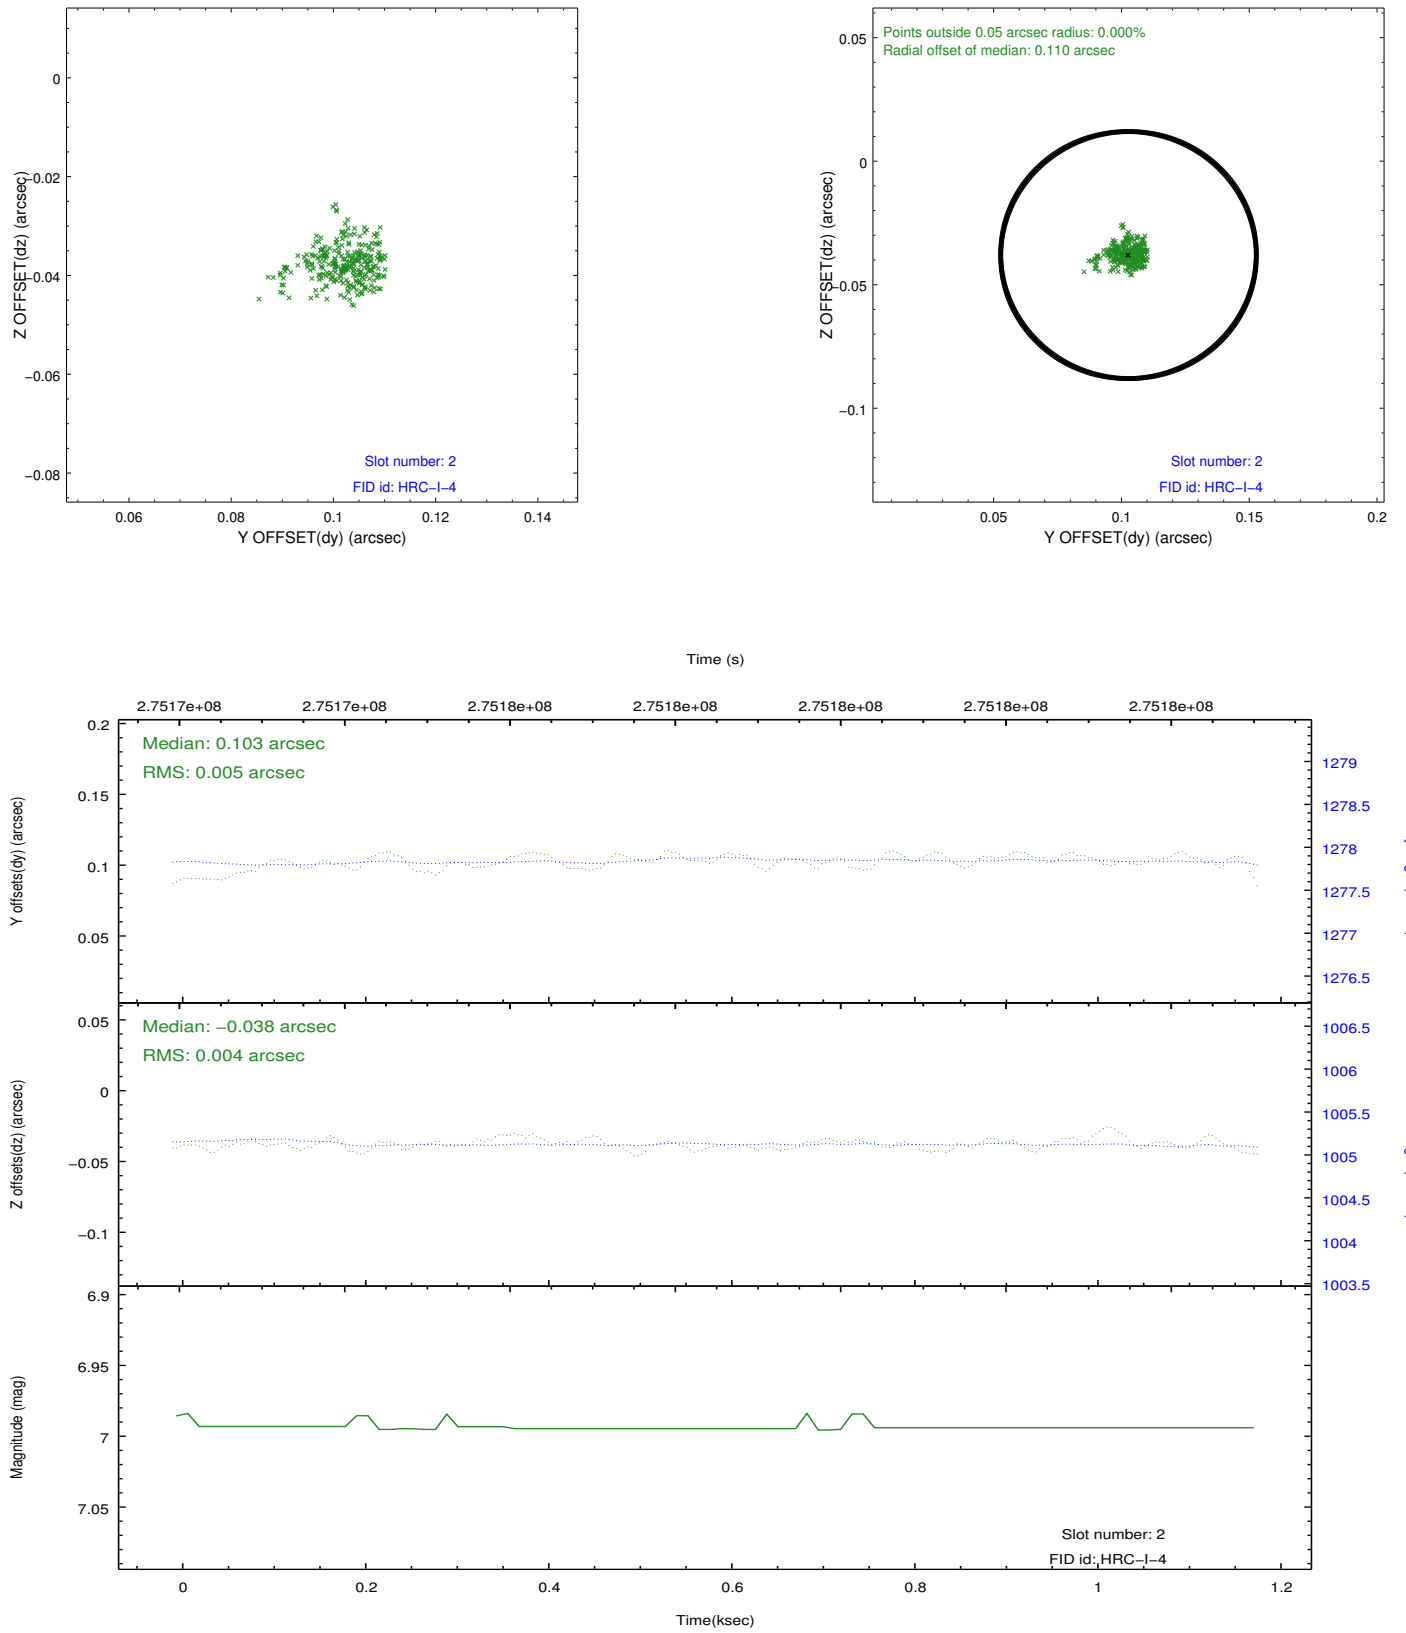 0
−0.02
−0.04
−0.06
−0.08
Z OFFSET(dz) (arcsec)
0.06
0.08
0.1
0.12
0.14
Y OFFSET(dy) (arcsec)
Slot number: 2
FID id: HRC−I−4
Points outside 0.05 arcsec radius: 0.000%
Radial offset of median: 0.110 arcsec
0.05
0
−0.05
−0.1
Z OFFSET(dz) (arcsec)
Slot number: 2
FID id: HRC−I−4
0.05
0.1
0.15
0.2
Y OFFSET(dy) (arcsec)
Time (s)
2.7517e+08
2.7517e+08
2.7518e+08
2.7518e+08
2.7518e+08
2.7518e+08
2.7518e+08
Median: 0.103 arcsec
RMS: 0.005 arcsec
0.2
0.15
0.1
0.05
Y offsets(dy) (arcsec)
1279
1278.5
1278
1277.5
1277
1276.5
Median: −0.038 arcsec
RMS: 0.004 arcsec
0.05
0
−0.05
−0.1
Z offsets(dz) (arcsec)
1006.5
1006
1005.5
1005
1004.5
1004
1003.5
6.9
6.95
7
7.05
Magnitude (mag)
Slot number: 2
FID id: HRC−I−4
0
0.2
0.4
0.6
0.8
1
1.2
Time(ksec)